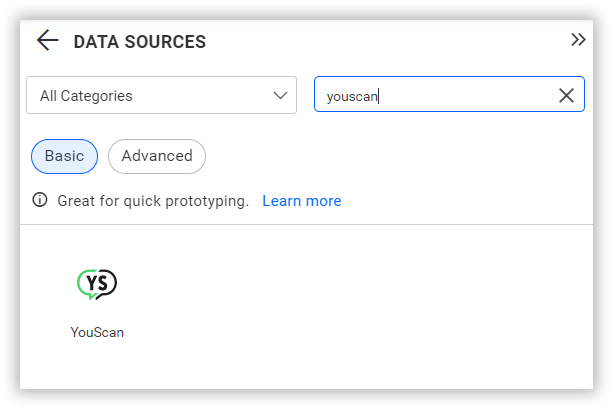 DATA SOURCES
All Categories
youscan
Basic
Advanced
Great for quick prototyping. Learn more
YS
YouScan